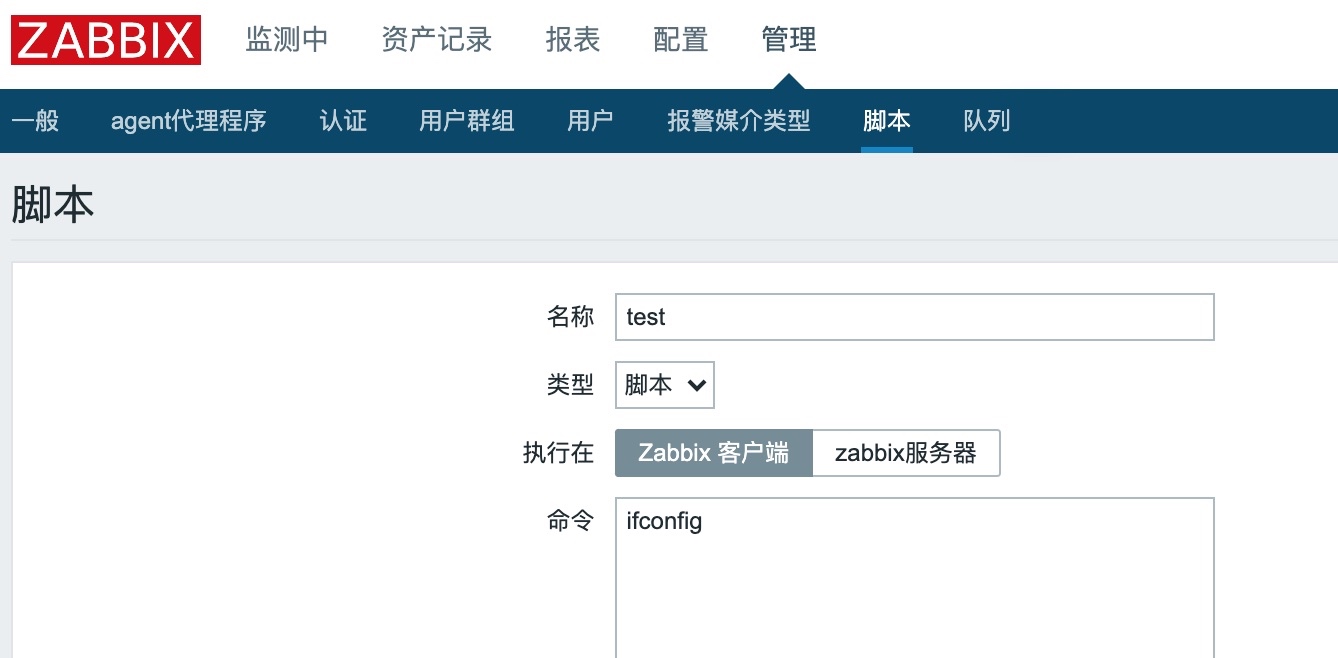 ZABBIX 监测中 资产记录 报表 配置 管理
一般 agent代理程序 认证 用户群组 用户 报警媒介类型 脚本 队列
脚本
名称 test
类型 脚本
执行在 Zabbix 客户端 zabbix服务器
命令 ifconfig